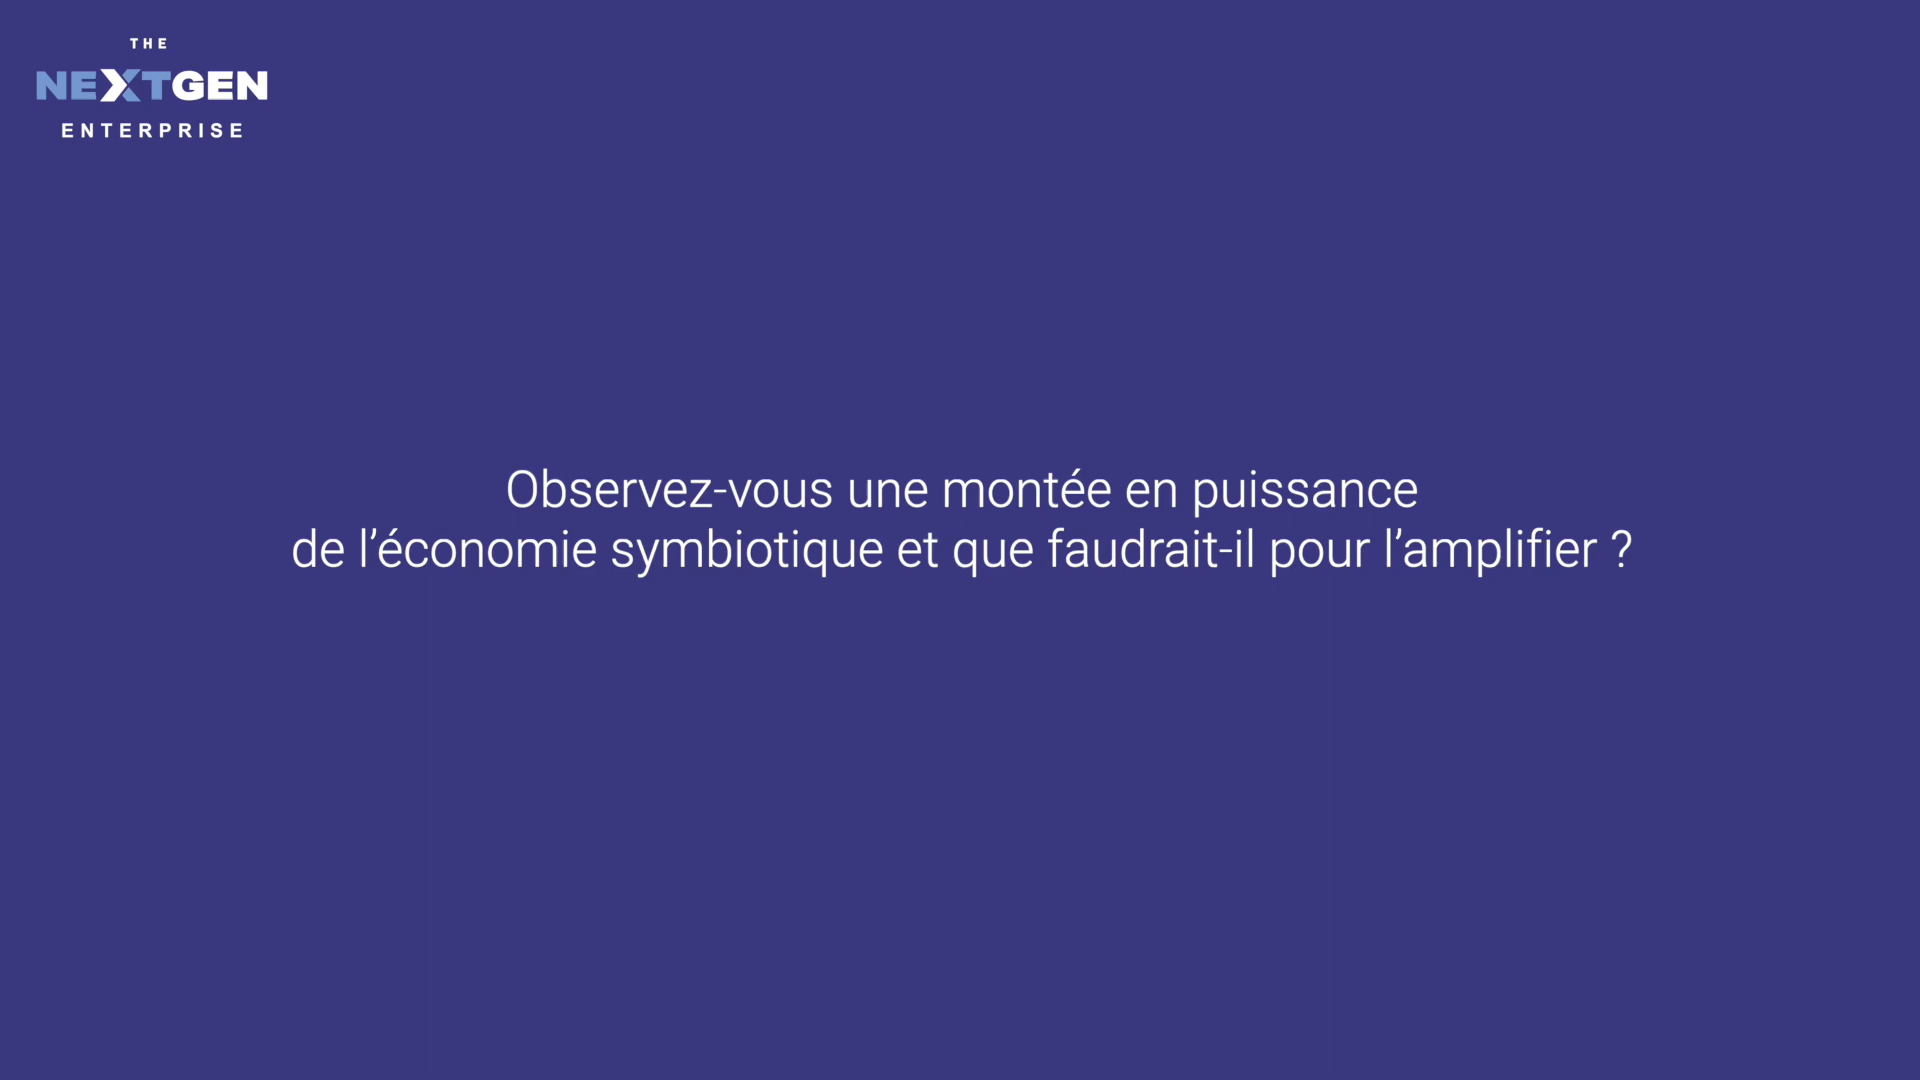 THE
NEXTGEN
ENTERPRISE
Observez-vous une montée en puissance
de l’économie symbiotique et que faudrait-il pour l’amplifier ?